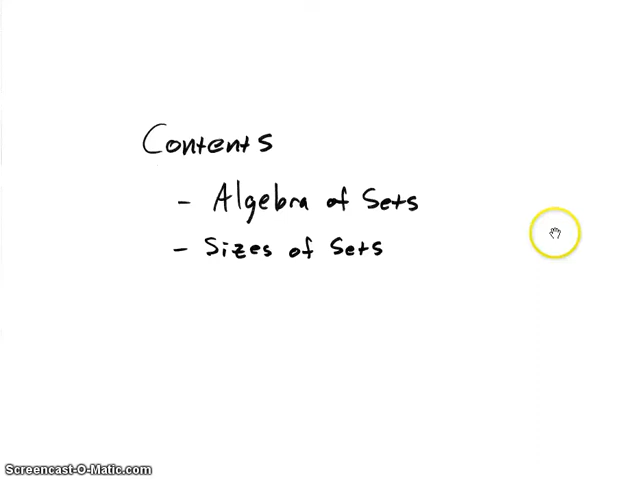 Contents
- Algebra of Sets
- Sizes of Sets
Screencast-O-Matic.com